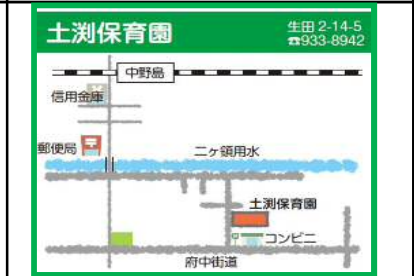 土渕保育園
生田 2-14-5
☎933-8942
中野島
信用金庫
郵便局
二ヶ領用水
土渕保育園
コンビニ
府中街道